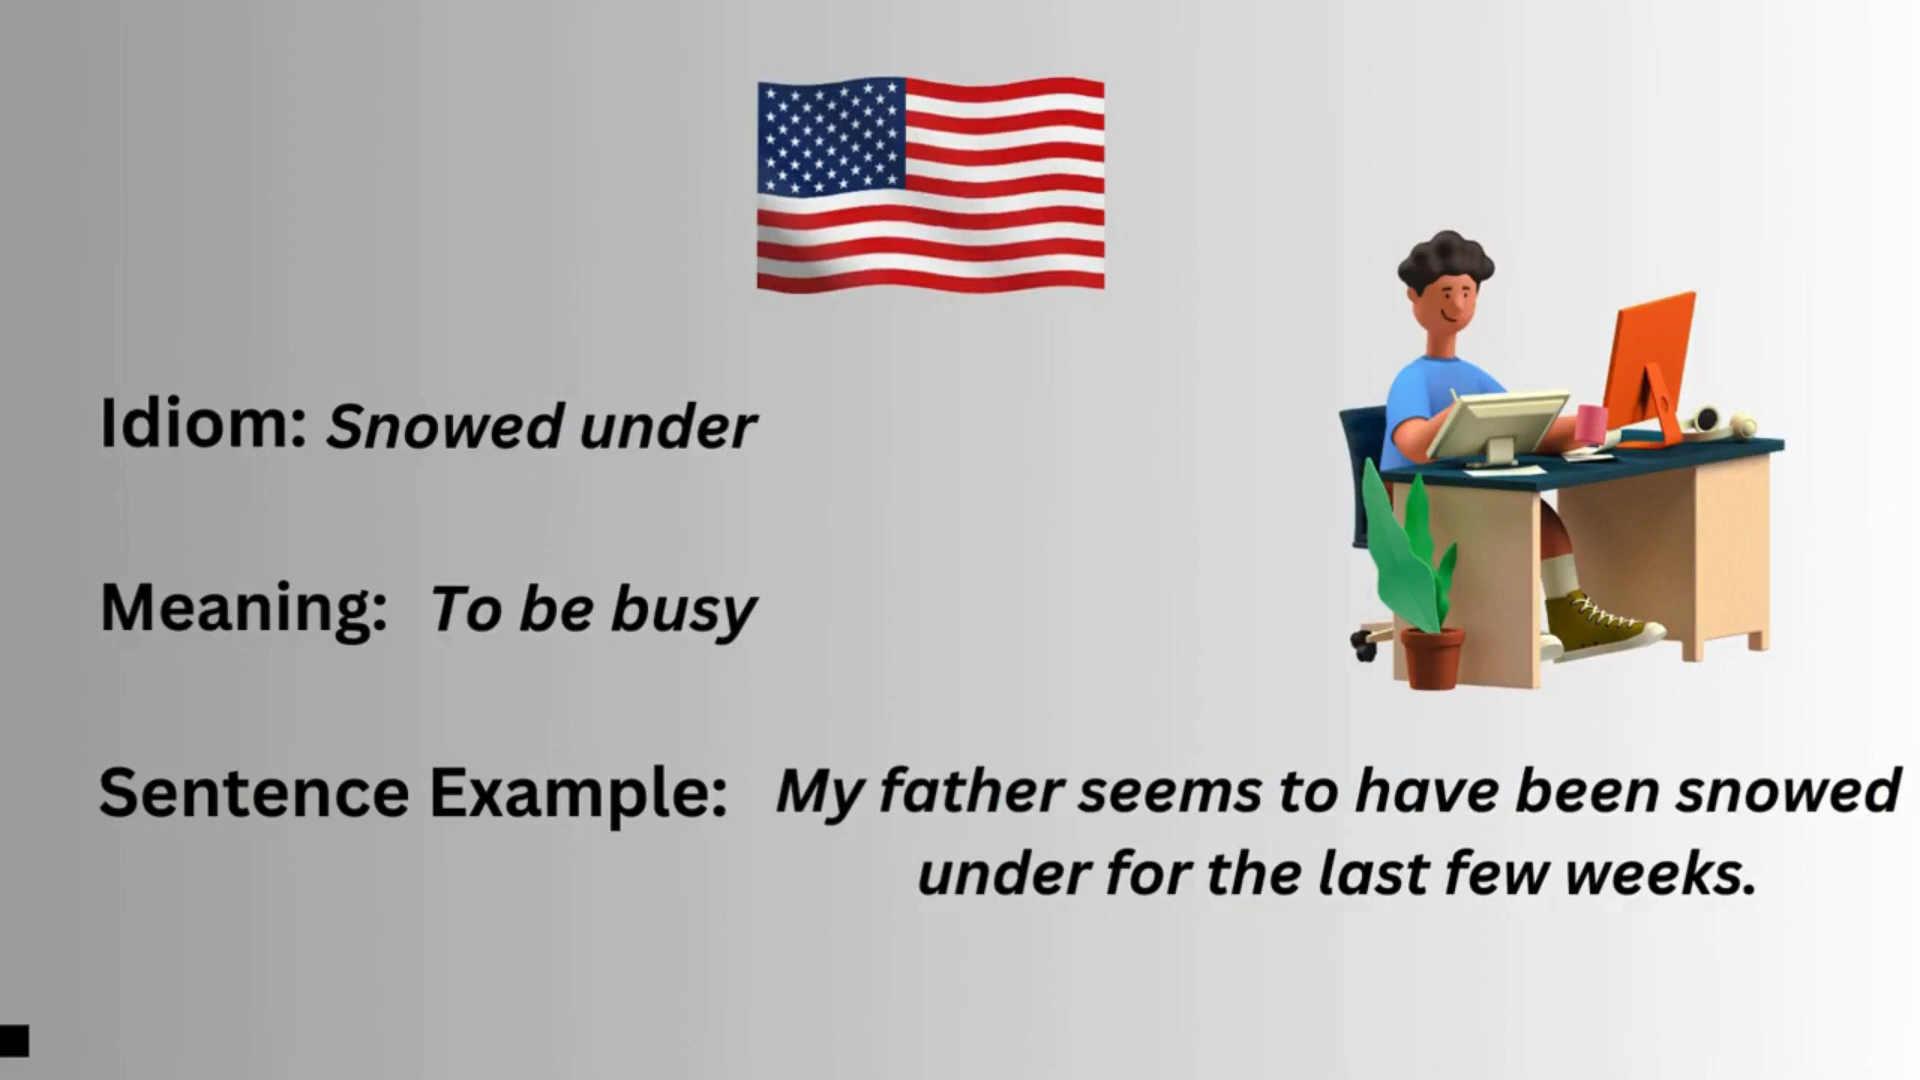 Idiom: Snowed under
Meaning: To be busy
Sentence Example: My father seems to have been snowed
under for the last few weeks.